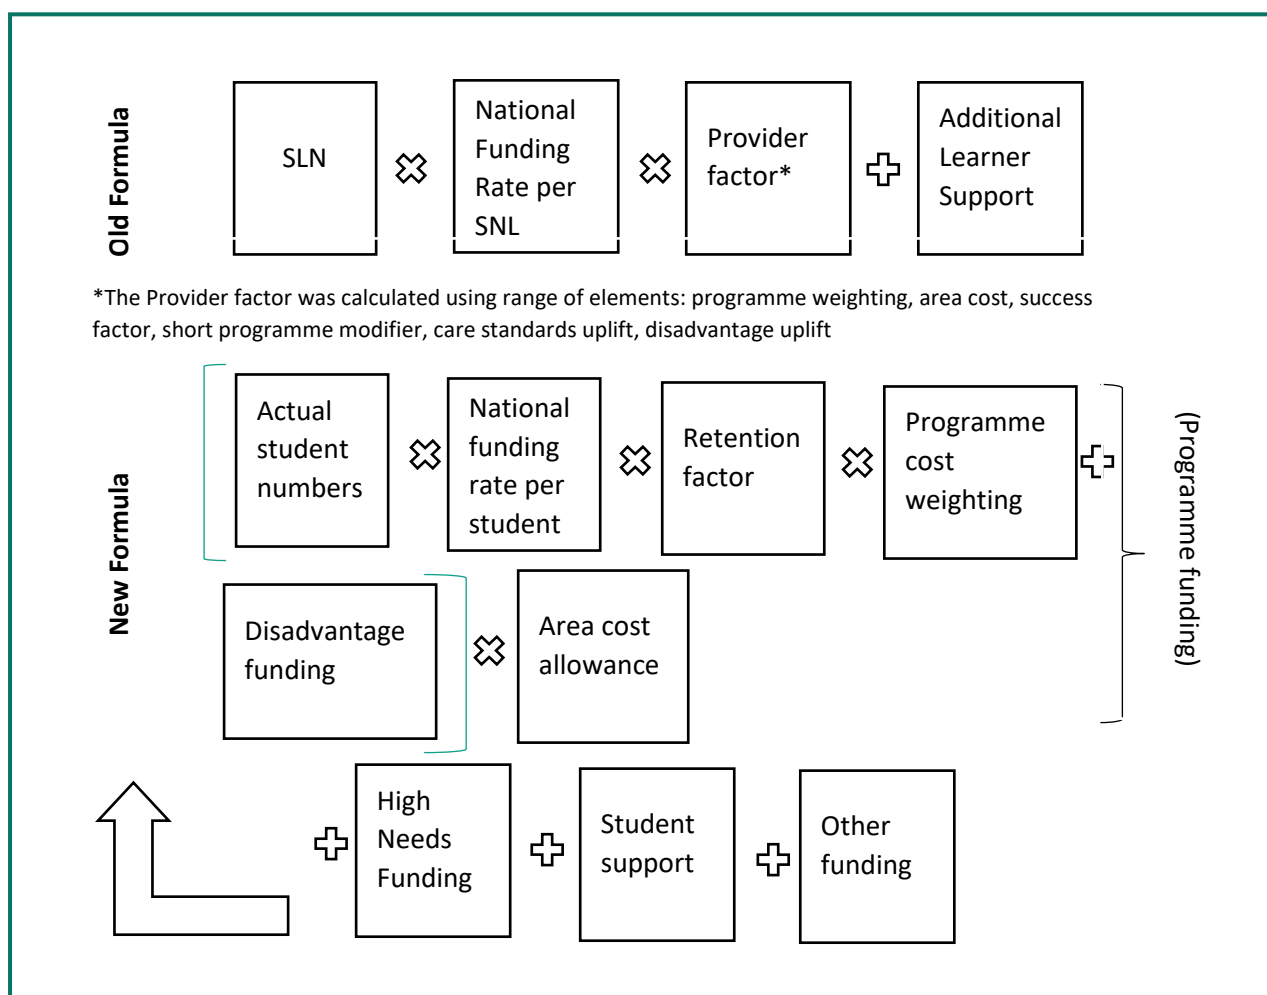 Old Formula
SLN
National
Funding
Rate per
SNL
Provider
factor*
Additional
Learner
Support
*The Provider factor was calculated using range of elements: programme weighting, area cost, success
factor, short programme modifier, care standards uplift, disadvantage uplift
New Formula
Actual
student
numbers
National
funding
rate per
student
Retention
factor
Programme
cost
weighting
(Programme funding)
Disadvantage
funding
Area cost
allowance
High
Needs
Funding
Student
support
Other
funding